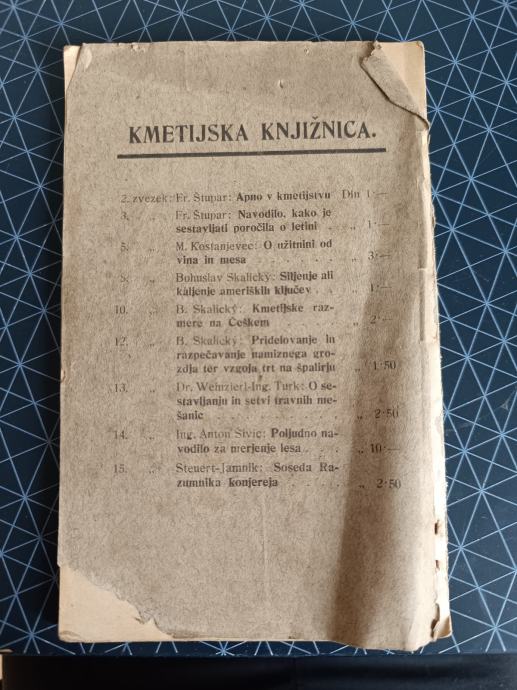 KMETIJSKA KNJIŽNICA.
2. zvezek: Fr. Štupar: Apno v kmetijstvu Din 1·—
3. „ Fr. Štupar: Navodilo, kako je
sestavljati poročila o letini . „ 1·—
5. „ M. Kostanjevec: O užitnini od
vina in mesa . . . . „ 3·—
8. „ Bohuslav Skalický: Siljenje ali
kaljenje ameriških ključev . „ 1·—
10. „ B. Skalický: Kmetijske raz-
mere na Češkem . . . „ 2·—
12. „ B. Skalický: Pridelovanje in
razpečavanje namiznega gro-
zdja ter vzgoja trt na špalirju „ 1·50
13. „ Dr. Weinzierl-Ing. Turk: O se-
stavljanju in setvi travnih me-
šanic . . . . . . „ 2·50
14. „ Ing. Anton Šivic: Poljudno na-
vodilo za merjenje lesa . . „ 10·—
15. „ Steuert-Jamnik: Soseda Ra-
zumnika konjereja . . . „ 2·50